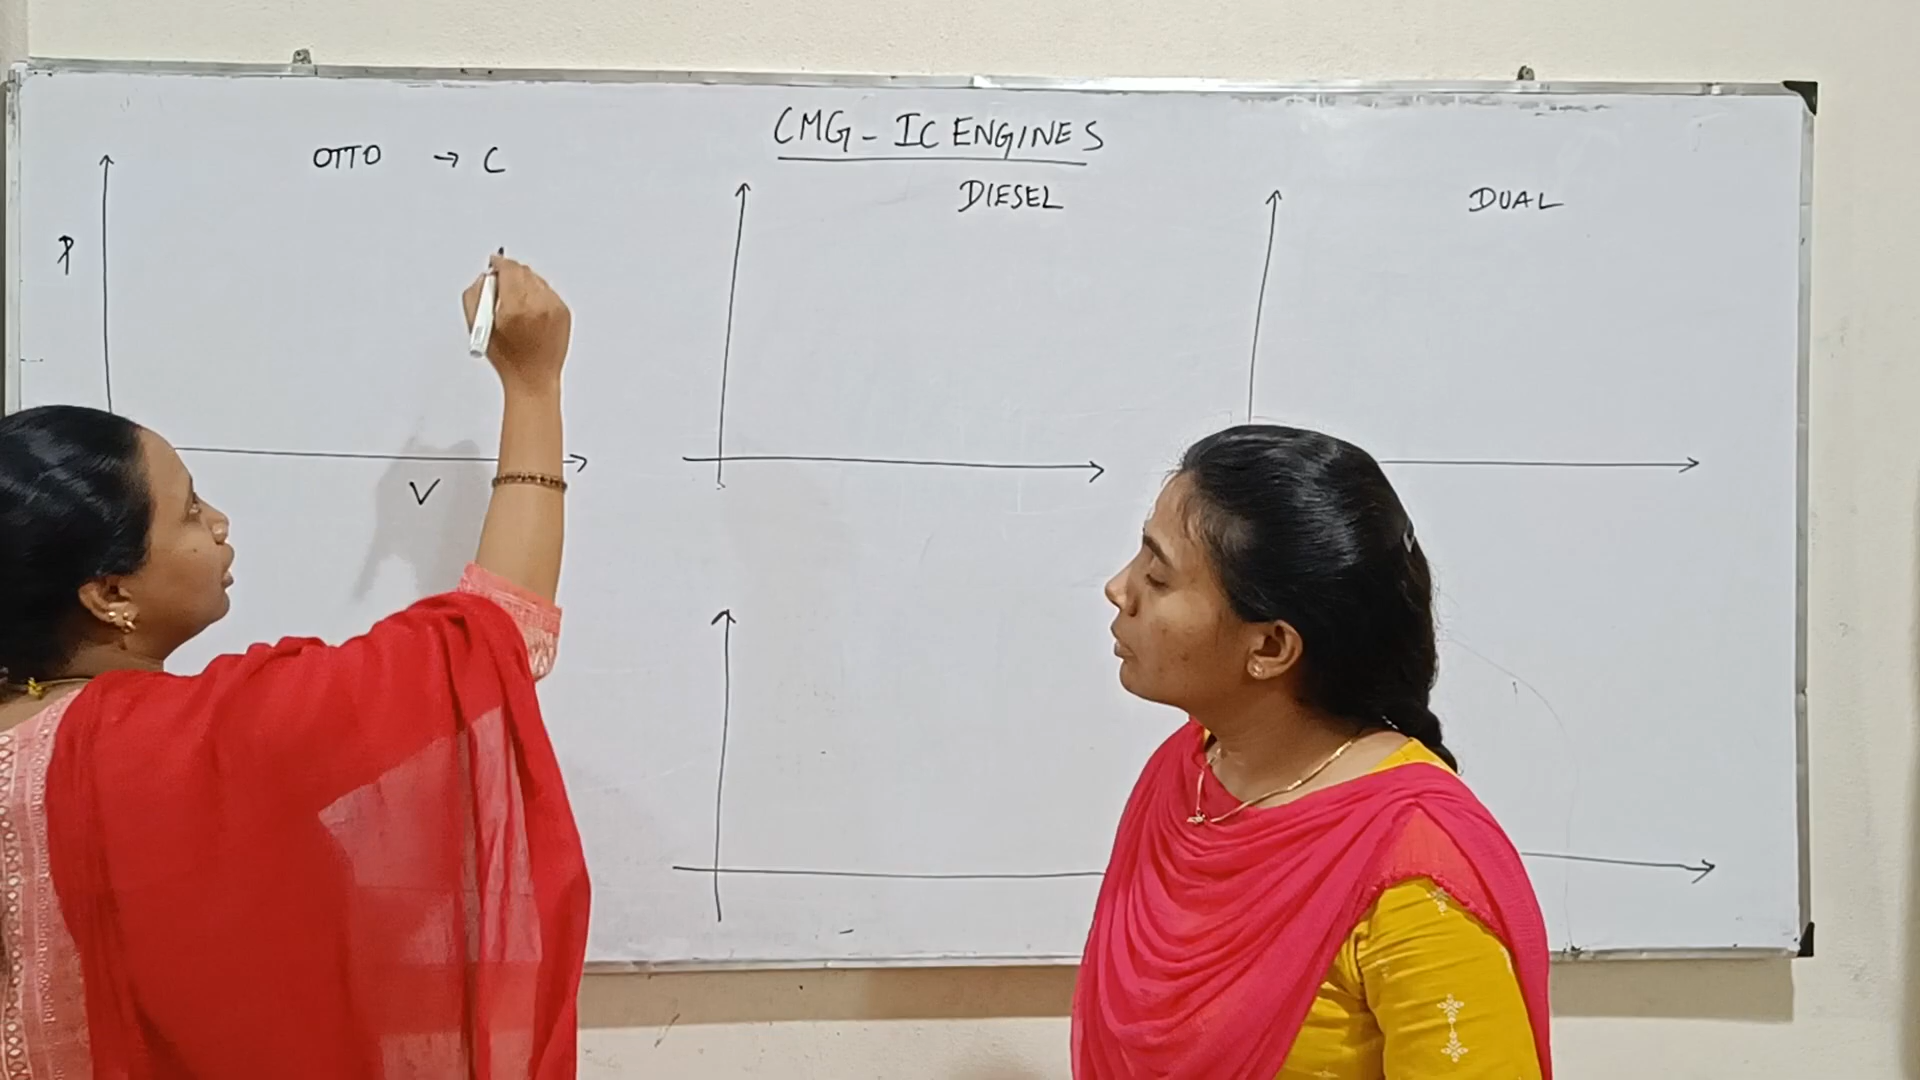 CMG - IC ENGINES
OTTO → C
DIESEL
DUAL
P
V